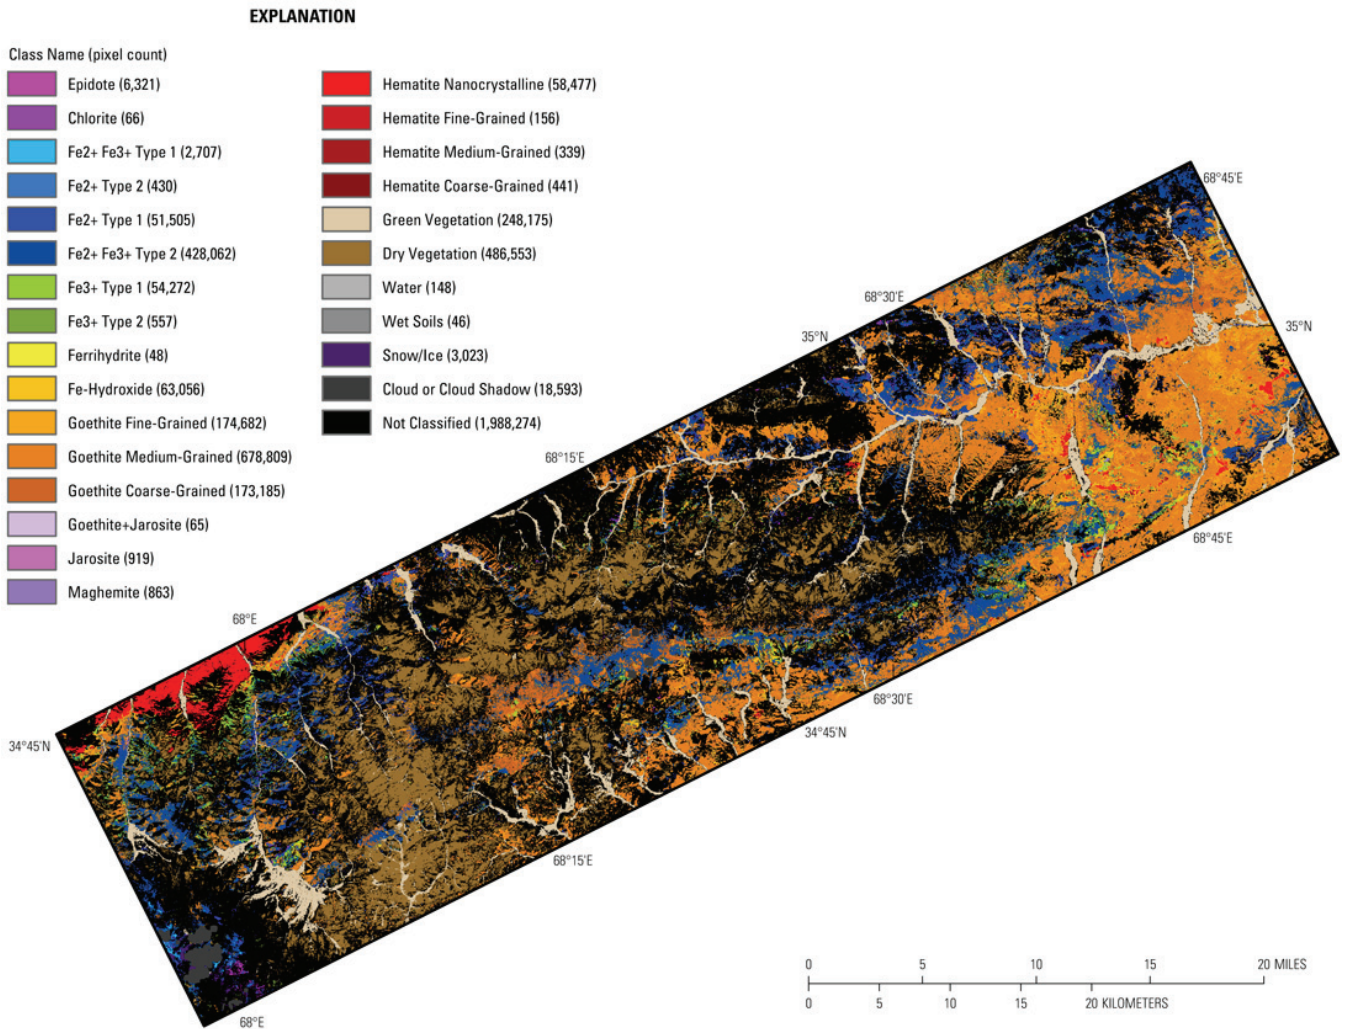 EXPLANATION
Class Name (pixel count)
Epidote (6,321)
Chlorite (66)
Fe2+ Fe3+ Type 1 (2,707)
Fe2+ Type 2 (430)
Fe2+ Type 1 (51,505)
Fe2+ Fe3+ Type 2 (428,062)
Fe3+ Type 1 (54,272)
Fe3+ Type 2 (557)
Ferrihydrite (48)
Fe-Hydroxide (63,056)
Goethite Fine-Grained (174,682)
Goethite Medium-Grained (678,809)
Goethite Coarse-Grained (173,185)
Goethite+Jarosite (65)
Jarosite (919)
Maghemite (863)
Hematite Nanocrystalline (58,477)
Hematite Fine-Grained (156)
Hematite Medium-Grained (339)
Hematite Coarse-Grained (441)
Green Vegetation (248,175)
Dry Vegetation (486,553)
Water (148)
Wet Soils (46)
Snow/Ice (3,023)
Cloud or Cloud Shadow (18,593)
Not Classified (1,988,274)
68°45'E
68°30'E
35°N
35°N
68°15'E
68°45'E
68°E
68°30'E
34°45'N
34°45'N
68°15'E
68°E
0 5 10 15 20 MILES
0 5 10 15 20 KILOMETERS